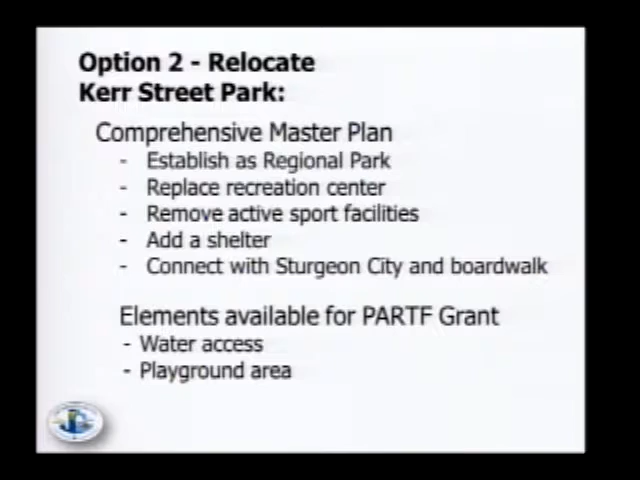 Option 2 - Relocate
Kerr Street Park:
Comprehensive Master Plan
- Establish as Regional Park
- Replace recreation center
- Remove active sport facilities
- Add a shelter
- Connect with Sturgeon City and boardwalk
Elements available for PARTF Grant
- Water access
- Playground area